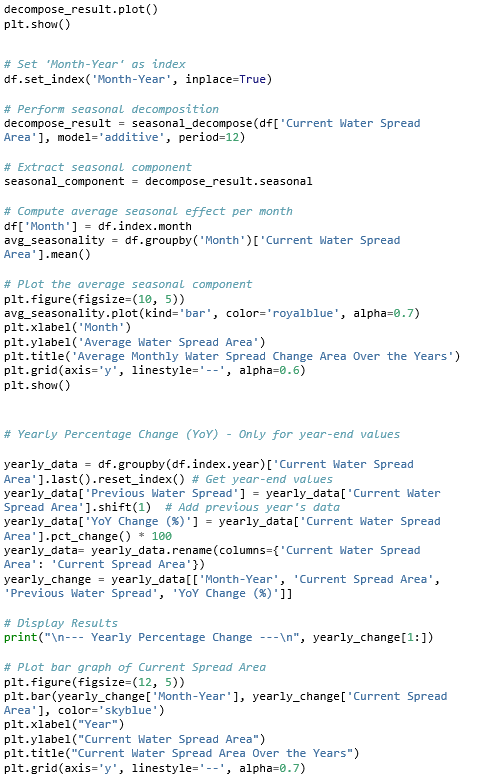 decompose_result.plot()
plt.show()
# Set 'Month-Year' as index
df.set_index('Month-Year', inplace=True)
# Perform seasonal decomposition
decompose_result = seasonal_decompose(df['Current Water Spread
Area'], model='additive', period=12)
# Extract seasonal component
seasonal_component = decompose_result.seasonal
# Compute average seasonal effect per month
df['Month'] = df.index.month
avg_seasonality = df.groupby('Month')['Current Water Spread
Area'].mean()
# Plot the average seasonal component
plt.figure(figsize=(10, 5))
avg_seasonality.plot(kind='bar', color='royalblue', alpha=0.7)
plt.xlabel('Month')
plt.ylabel('Average Water Spread Area')
plt.title('Average Monthly Water Spread Change Area Over the Years')
plt.grid(axis='y', linestyle='--', alpha=0.6)
plt.show()
# Yearly Percentage Change (YoY) - Only for year-end values
yearly_data = df.groupby(df.index.year)['Current Water Spread
Area'].last().reset_index() # Get year-end values
yearly_data['Previous Water Spread'] = yearly_data['Current Water
Spread Area'].shift(1)  # Add previous year's data
yearly_data['YoY Change (%)'] = yearly_data['Current Water Spread
Area'].pct_change() * 100
yearly_data= yearly_data.rename(columns={'Current Water Spread
Area': 'Current Spread Area'})
yearly_change = yearly_data[['Month-Year', 'Current Spread Area',
'Previous Water Spread', 'YoY Change (%)']]
# Display Results
print("\n--- Yearly Percentage Change ---\n", yearly_change[1:])
# Plot bar graph of Current Spread Area
plt.figure(figsize=(12, 5))
plt.bar(yearly_change['Month-Year'], yearly_change['Current Spread
Area'], color='skyblue')
plt.xlabel("Year")
plt.ylabel("Current Water Spread Area")
plt.title("Current Water Spread Area Over the Years")
plt.grid(axis='y', linestyle='--', alpha=0.7)